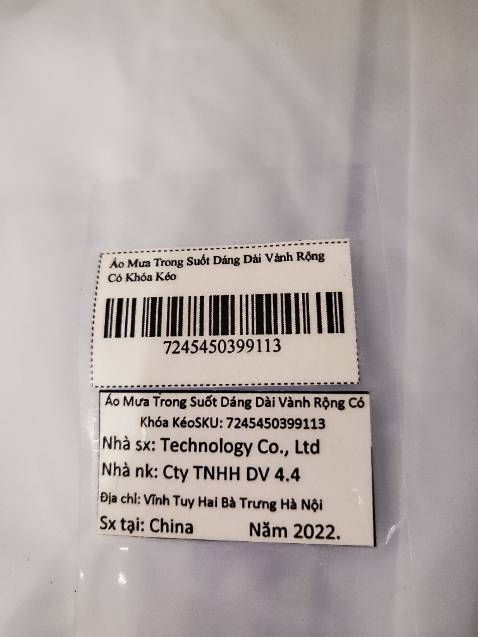 Áo Mưa Trong Suốt Dáng Dài Vành Rộng
Có Khóa Kéo
7245450399113
Áo Mưa Trong Suốt Dáng Dài Vành Rộng Có
Khóa KéoSKU: 7245450399113
Nhà sx: Technology Co., Ltd
Nhà nk: Cty TNHH DV 4.4
Địa chỉ: Vĩnh Tuy Hai Bà Trưng Hà Nội
Sx tại: China Năm 2022.